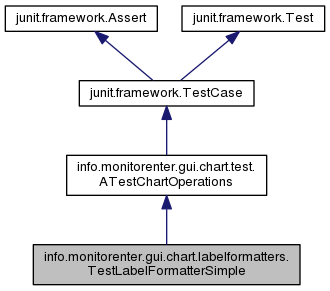 junit.framework.Assert
junit.framework.Test
junit.framework.TestCase
info.monitorenter.gui.chart.test.
ATestChartOperations
info.monitorenter.gui.chart.labelformatters.
TestLabelFormatterSimple